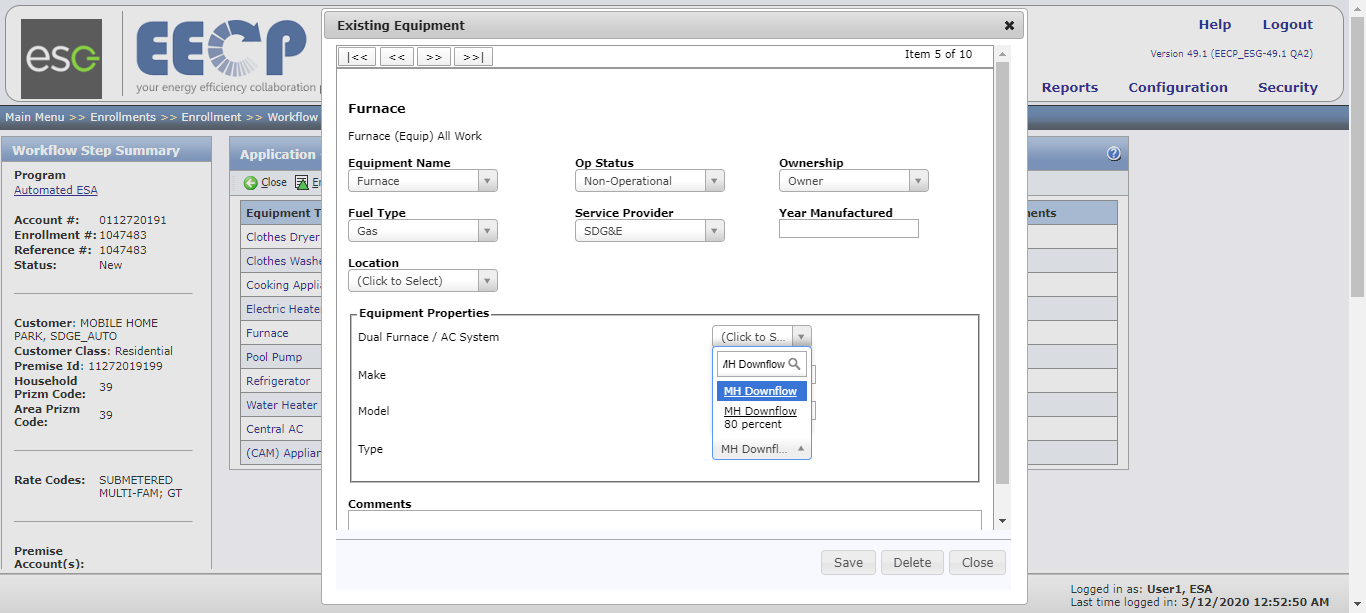 Existing Equipment
esg
EECP
your energy efficiency collaboration
Help Logout
Version 49.1 (EECP_ESG-49.1 QA2)
Reports Configuration Security
Main Menu >> Enrollments >> Enrollment >> Workflow
Workflow Step Summary
Program
Automated ESA
Account #: 0112720191
Enrollment #: 1047483
Reference #: 1047483
Status: New
Customer: MOBILE HOME
PARK, SDGE_AUTO
Customer Class: Residential
Premise Id: 11272019199
Household
Prizm Code: 39
Area Prizm
Code: 39
Rate Codes: SUBMETERED
MULTI-FAM; GT
Premise
Account(s):
Application
Close
Equipment T
Clothes Dryer
Clothes Washe
Cooking Applia
Electric Heate
Furnace
Pool Pump
Refrigerator
Water Heater
Central AC
(CAM) Applian
|<< << >> >>|
Item 5 of 10
Furnace
Furnace (Equip) All Work
Equipment Name Op Status Ownership
Furnace Non-Operational Owner
Fuel Type Service Provider Year Manufactured
Gas SDG&E
Location
(Click to Select)
Equipment Properties
Dual Furnace / AC System (Click to S...
MH Downflow
Make
MH Downflow
Model MH Downflow
80 percent
Type MH Downfl...
Comments
Save Delete Close
ments
Logged in as: User1, ESA
Last time logged in: 3/12/2020 12:52:50 AM